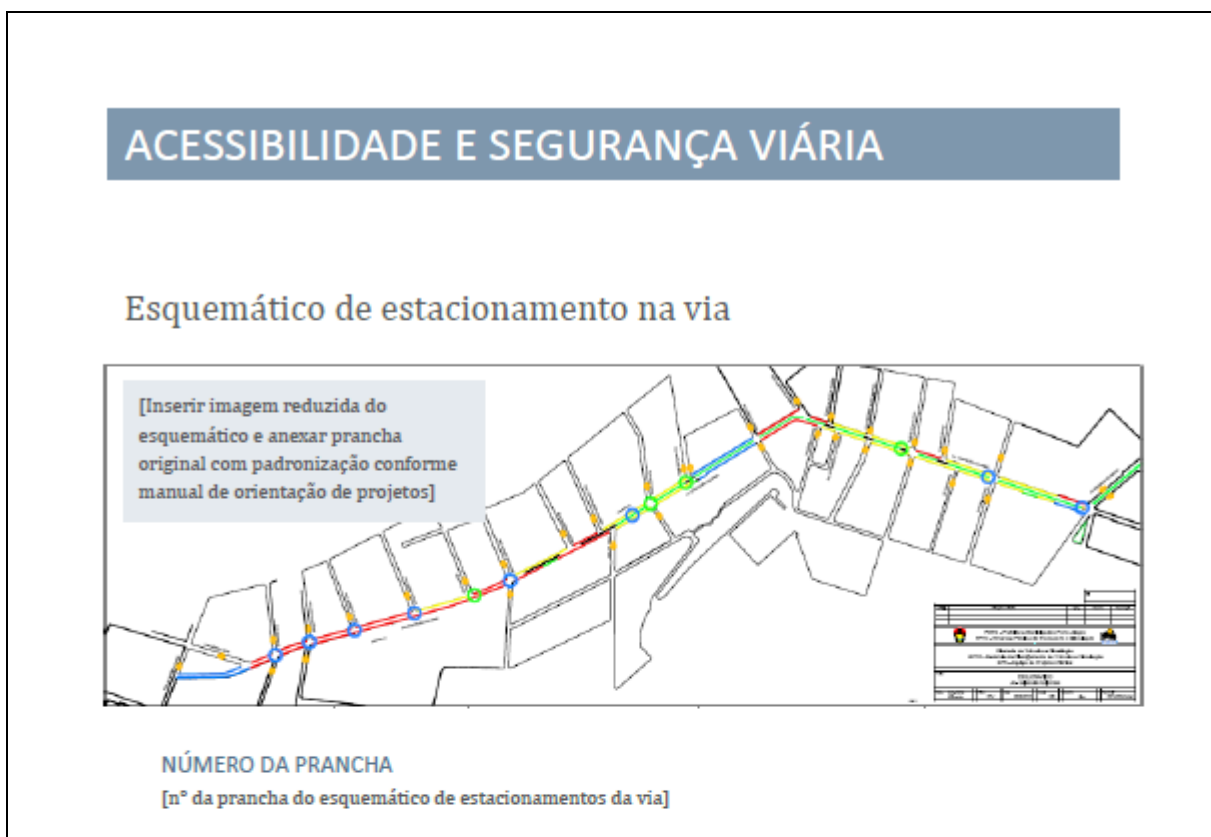 ACESSIBILIDADE E SEGURANÇA VIÁRIA
Esquemático de estacionamento na via
[Inserir imagem reduzida do
esquemático e anexar prancha
original com padronização conforme
manual de orientação de projetos]
NÚMERO DA PRANCHA
[n° da prancha do esquemático de estacionamentos da via]